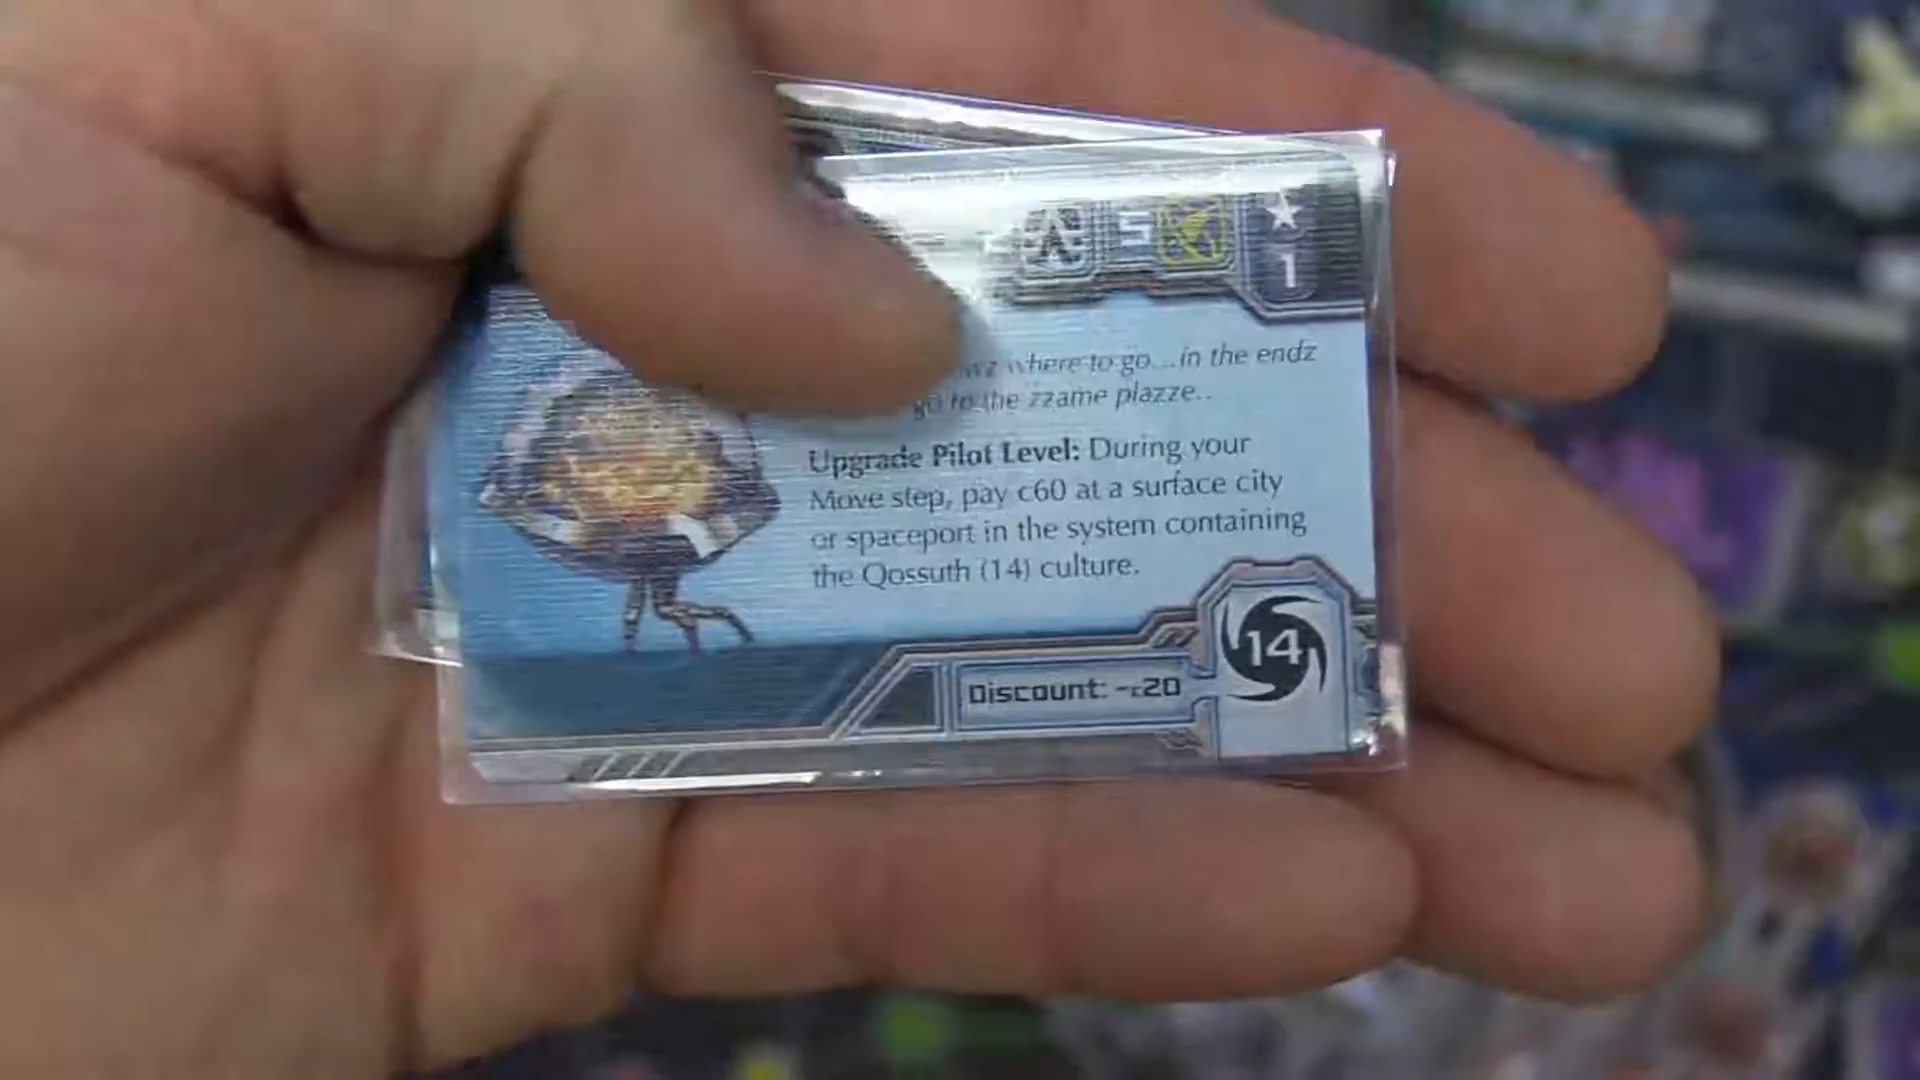 5
1
where to go...in the endz
go to the zzame plazze..
Upgrade Pilot Level: During your
Move step, pay c60 at a surface city
or spaceport in the system containing
the Qossuth (14) culture.
14
Discount: -c20